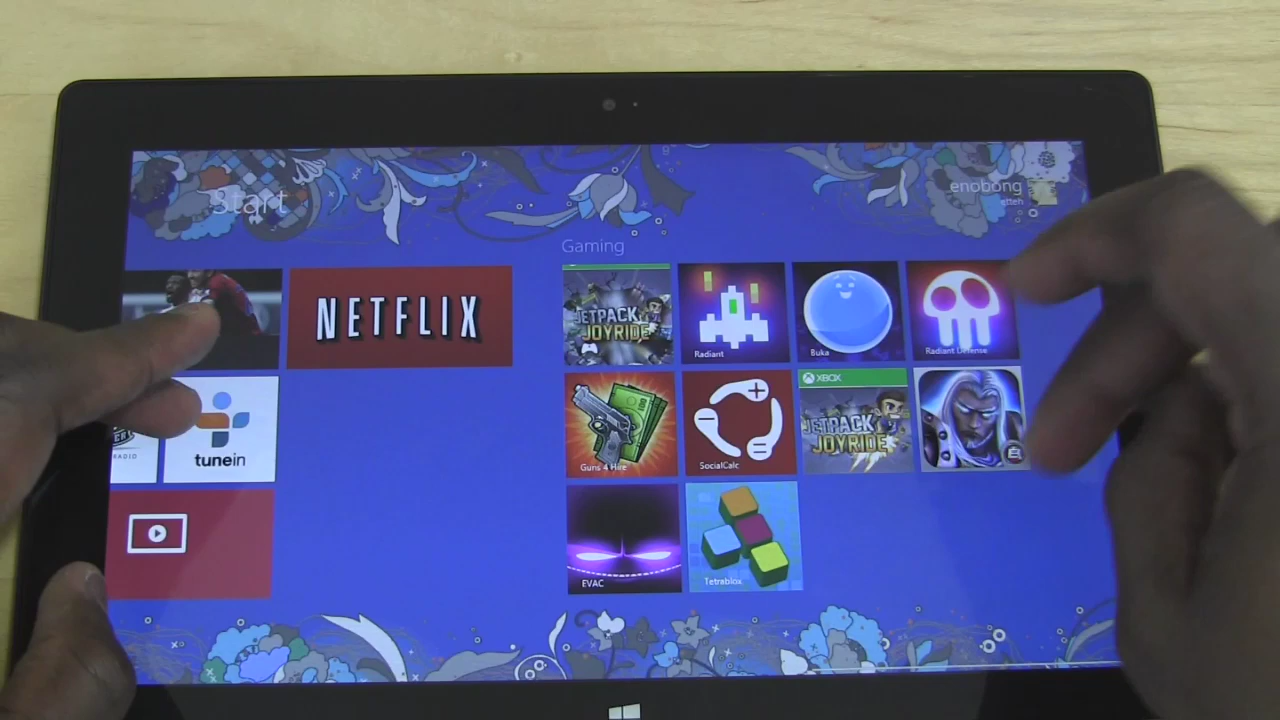 Start
enobong
etteh
Gaming
NETFLIX
JETPACK
JOYRIDE
Radiant
Buka
Radiant Defense
tunein
RADIO
Guns 4 Hire
SocialCalc
XBOX
JETPACK
JOYRIDE
EVAC
Tetrablox